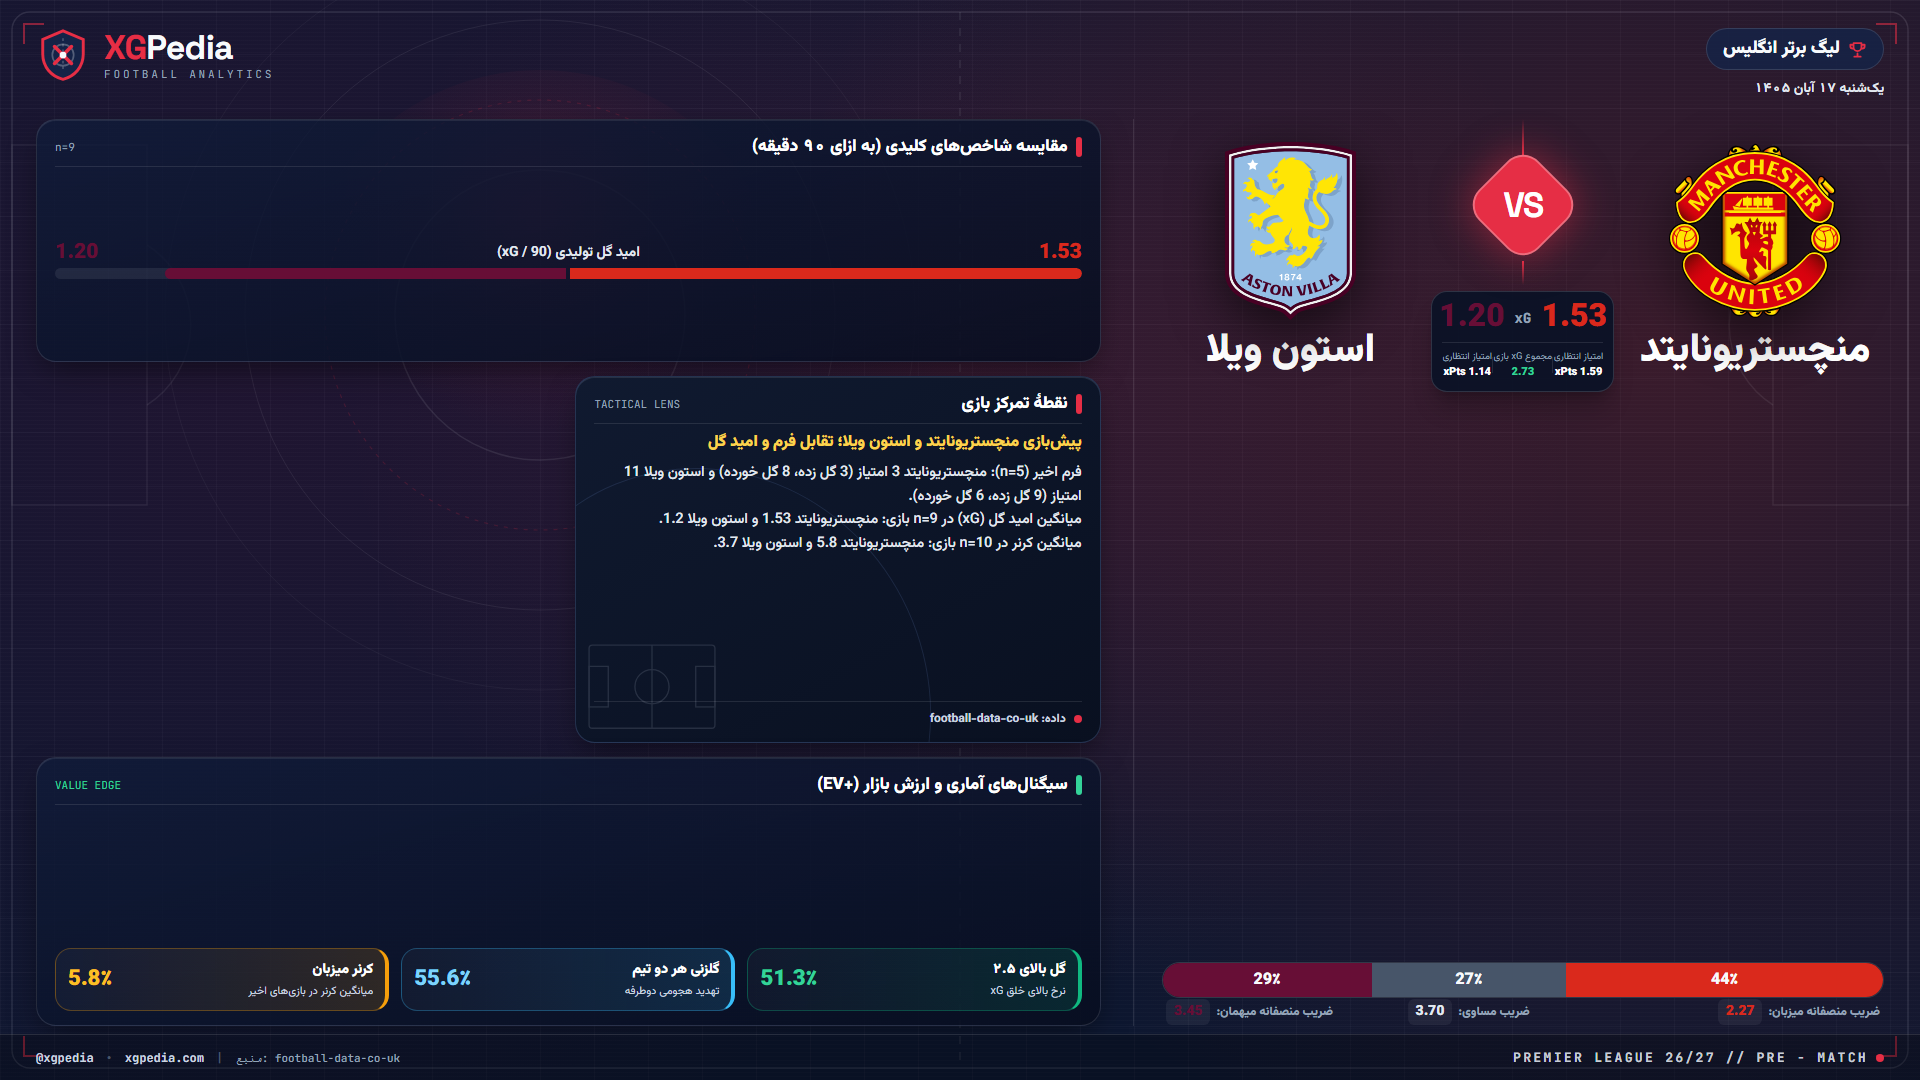 XGPedia
FOOTBALL ANALYTICS
لیگ برتر انگلیس
یک‌شنبه ۱۷ آبان ۱۴۰۵
MANCHESTER
UNITED
منچستریونایتد
VS
1874
ASTON VILLA
استون ویلا
1.53 xG 1.20
امتیاز انتظاری مجموع xG بازی امتیاز انتظاری
1.59 xPts 2.73 1.14 xPts
مقایسه شاخص‌های کلیدی (به ازای ۹۰ دقیقه)
n=9
1.53 امید گل تولیدی (xG / 90) 1.20
نقطهٔ تمرکز بازی
TACTICAL LENS
پیش‌بازی منچستریونایتد و استون ویلا؛ تقابل فرم و امید گل
فرم اخیر (n=5): منچستریونایتد 3 امتیاز (3 گل زده، 8 گل خورده) و استون ویلا 11
امتیاز (9 گل زده، 6 گل خورده).
میانگین امید گل (xG) در n=9 بازی: منچستریونایتد 1.53 و استون ویلا 1.2.
میانگین کرنر در n=10 بازی: منچستریونایتد 5.8 و استون ویلا 3.7.
داده: football-data-co-uk
سیگنال‌های آماری و ارزش بازار (+EV)
VALUE EDGE
گل بالای ۲.۵
نرخ بالای خلق xG
51.3٪
گلزنی هر دو تیم
تهدید هجومی دوطرفه
55.6٪
کرنر میزبان
میانگین کرنر در بازی‌های اخیر
5.8٪
44٪ 27٪ 29٪
ضریب منصفانه میزبان: 2.27
ضریب مساوی: 3.70
ضریب منصفانه میهمان: 3.45
@xgpedia • xgpedia.com | منبع: football-data-co-uk
PREMIER LEAGUE 26/27 // PRE - MATCH